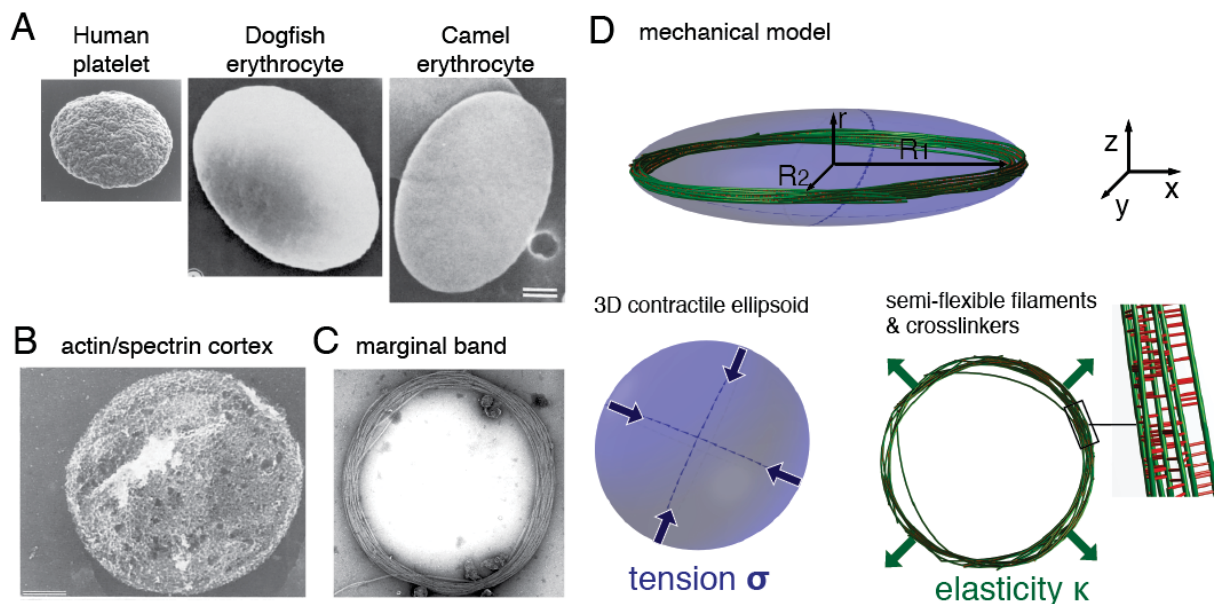 A
Human
platelet
Dogfish
erythrocyte
Camel
erythrocyte
B actin/spectrin cortex
C marginal band
D mechanical model
r
R1
R2
z
x
y
3D contractile ellipsoid
tension σ
semi-flexible filaments
& crosslinkers
elasticity κ